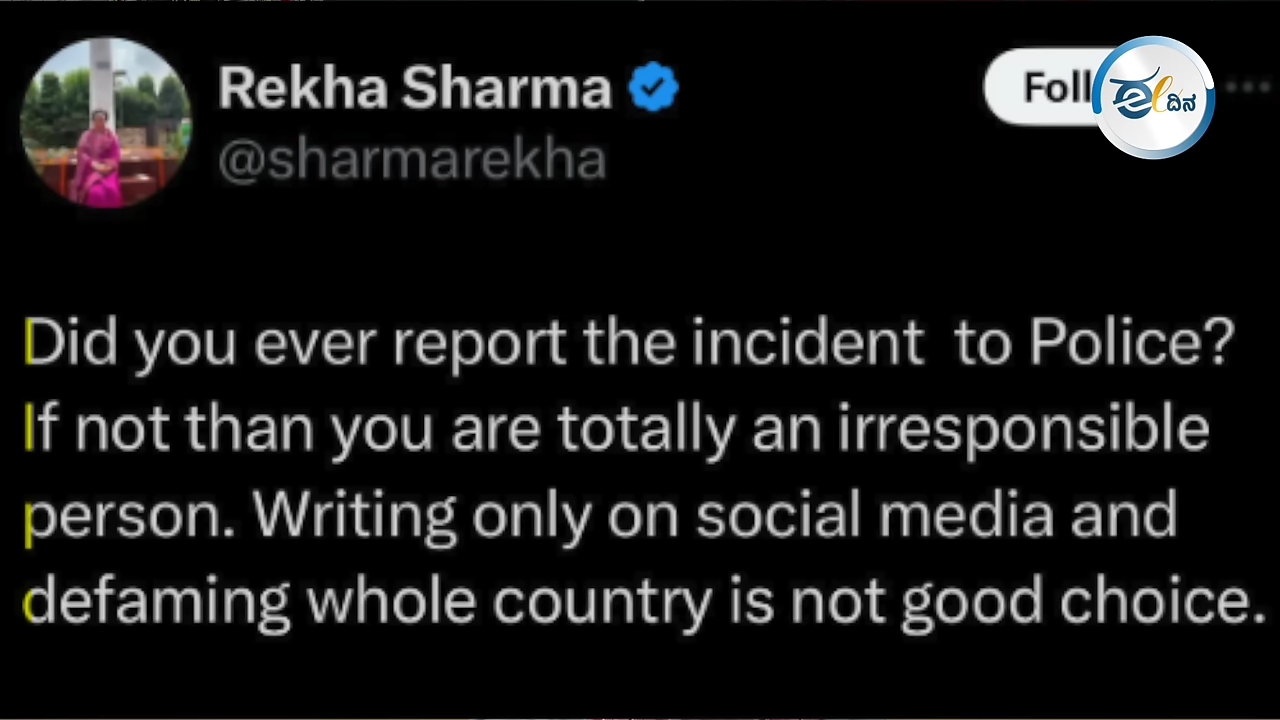 Rekha Sharma
@sharmarekha
Foll
ಈದಿನ
Did you ever report the incident to Police?
If not than you are totally an irresponsible
person. Writing only on social media and
defaming whole country is not good choice.